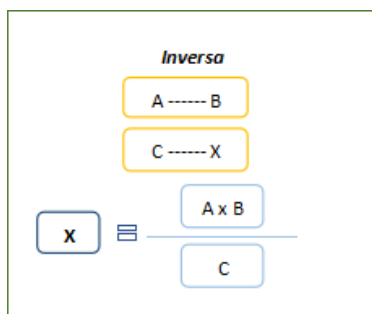 Inversa
A ------ B
C ------ X
A x B
X =
C